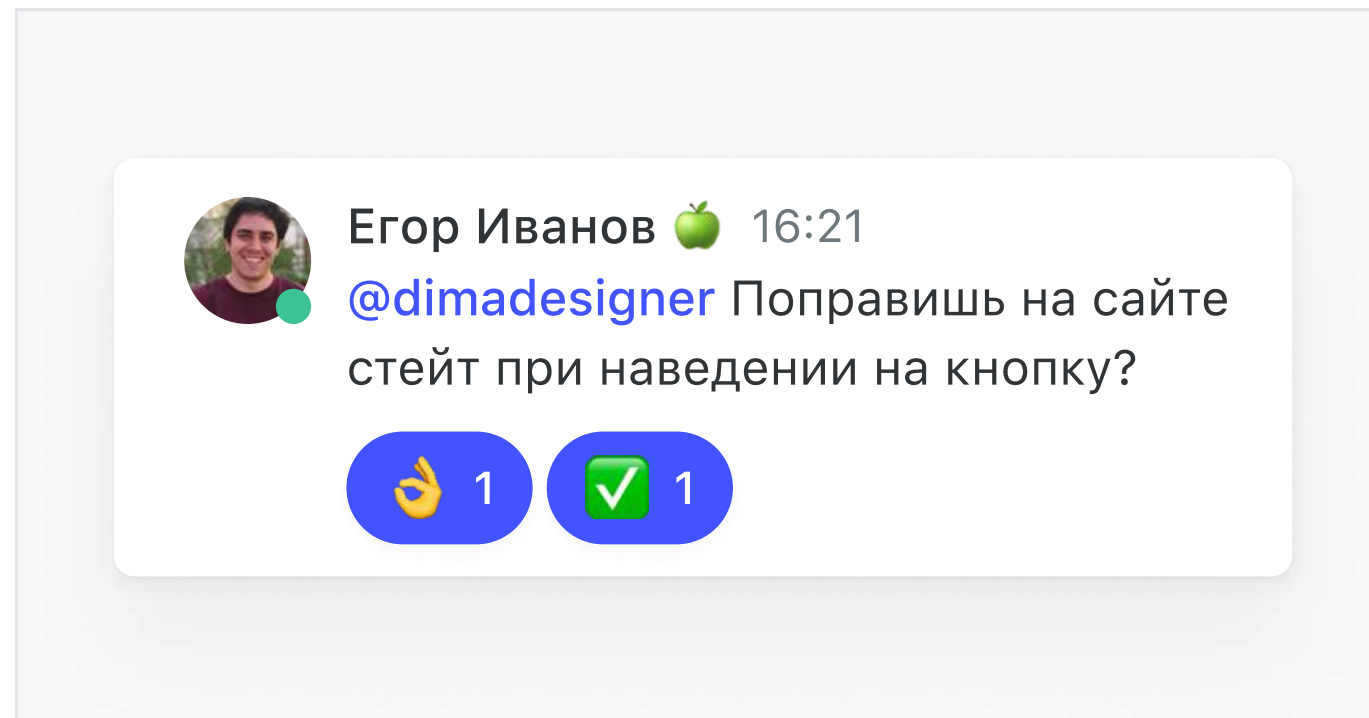 Егор Иванов 🍏 16:21
@dimadesigner Поправишь на сайте
стейт при наведении на кнопку?
👌 1 ✅ 1